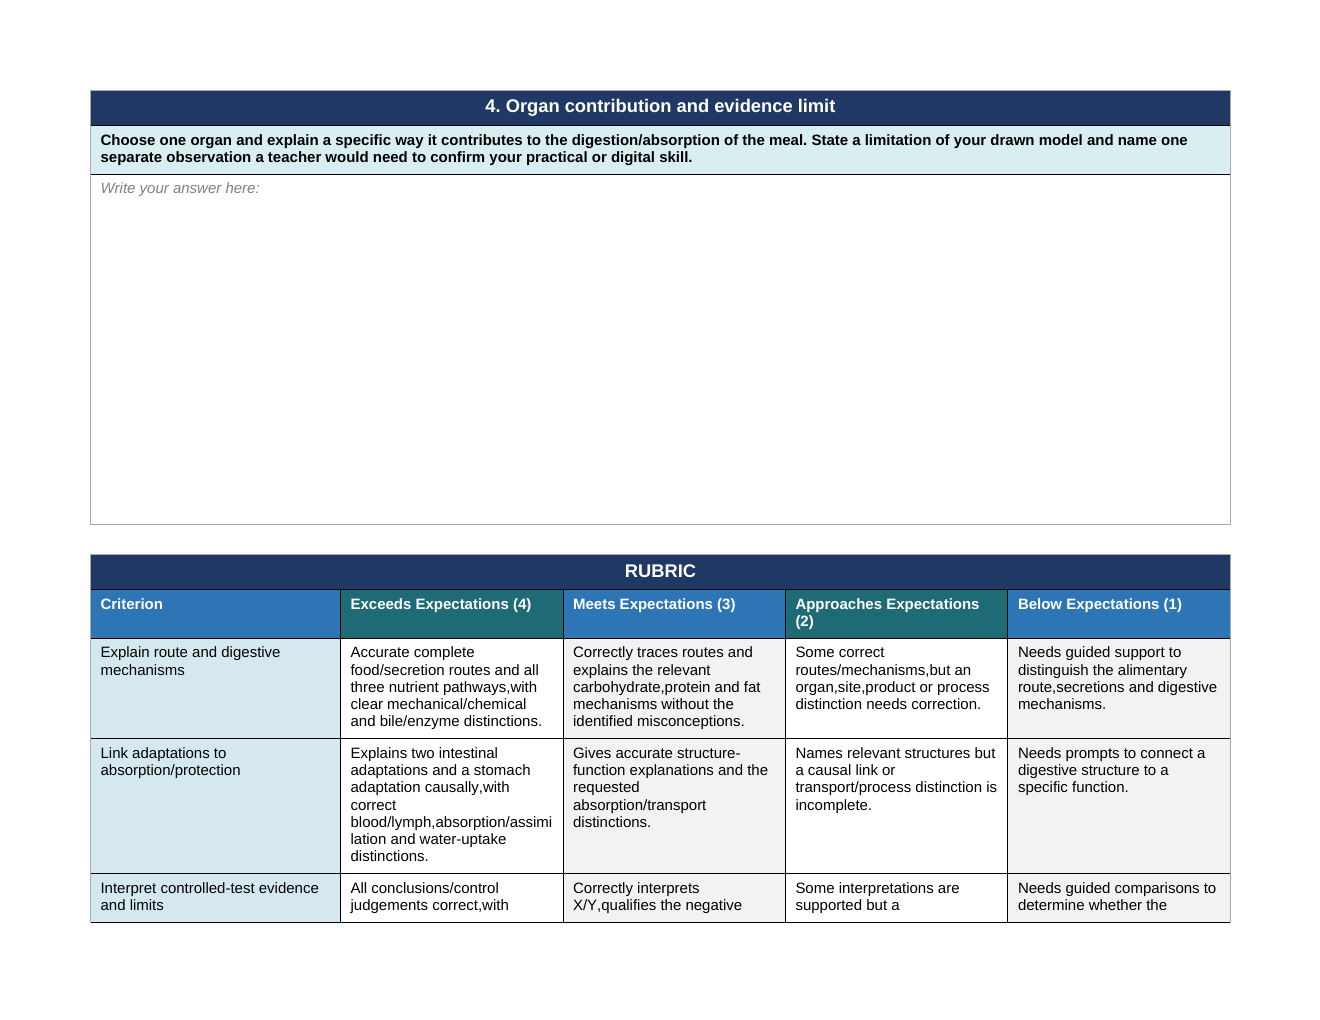 4. Organ contribution and evidence limit
Choose one organ and explain a specific way it contributes to the digestion/absorption of the meal. State a limitation of your drawn model and name one
separate observation a teacher would need to confirm your practical or digital skill.
Write your answer here:
RUBRIC
Criterion
Exceeds Expectations (4)
Meets Expectations (3)
Approaches Expectations
(2)
Below Expectations (1)
Explain route and digestive
mechanisms
Accurate complete
food/secretion routes and all
three nutrient pathways,with
clear mechanical/chemical
and bile/enzyme distinctions.
Correctly traces routes and
explains the relevant
carbohydrate,protein and fat
mechanisms without the
identified misconceptions.
Some correct
routes/mechanisms,but an
organ,site,product or process
distinction needs correction.
Needs guided support to
distinguish the alimentary
route,secretions and digestive
mechanisms.
Link adaptations to
absorption/protection
Explains two intestinal
adaptations and a stomach
adaptation causally,with
correct
blood/lymph,absorption/assimi
lation and water-uptake
distinctions.
Gives accurate structure-
function explanations and the
requested
absorption/transport
distinctions.
Names relevant structures but
a causal link or
transport/process distinction is
incomplete.
Needs prompts to connect a
digestive structure to a
specific function.
Interpret controlled-test evidence
and limits
All conclusions/control
judgements correct,with
Correctly interprets
X/Y,qualifies the negative
Some interpretations are
supported but a
Needs guided comparisons to
determine whether the